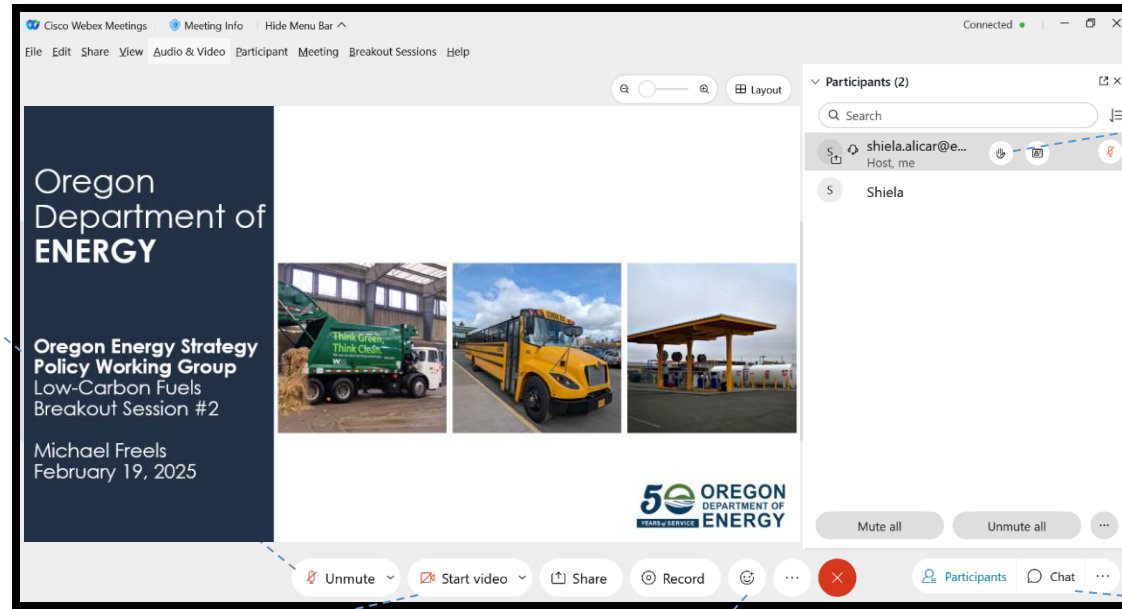 Cisco Webex Meetings Meeting Info Hide Menu Bar Connected
File Edit Share View Audio & Video Participant Meeting Breakout Sessions Help
Layout
Participants (2)
Search
S shiela.alicar@e...
Host, me
S Shiela
Oregon
Department of
ENERGY
Oregon Energy Strategy
Policy Working Group
Low-Carbon Fuels
Breakout Session #2
Michael Freels
February 19, 2025
Think Green.
Think Clean.
W
SCHOOL BUS
50 OREGON
DEPARTMENT OF
YEARS of SERVICE ENERGY
Mute all Unmute all ...
Unmute Start video Share Record ... Participants Chat ...